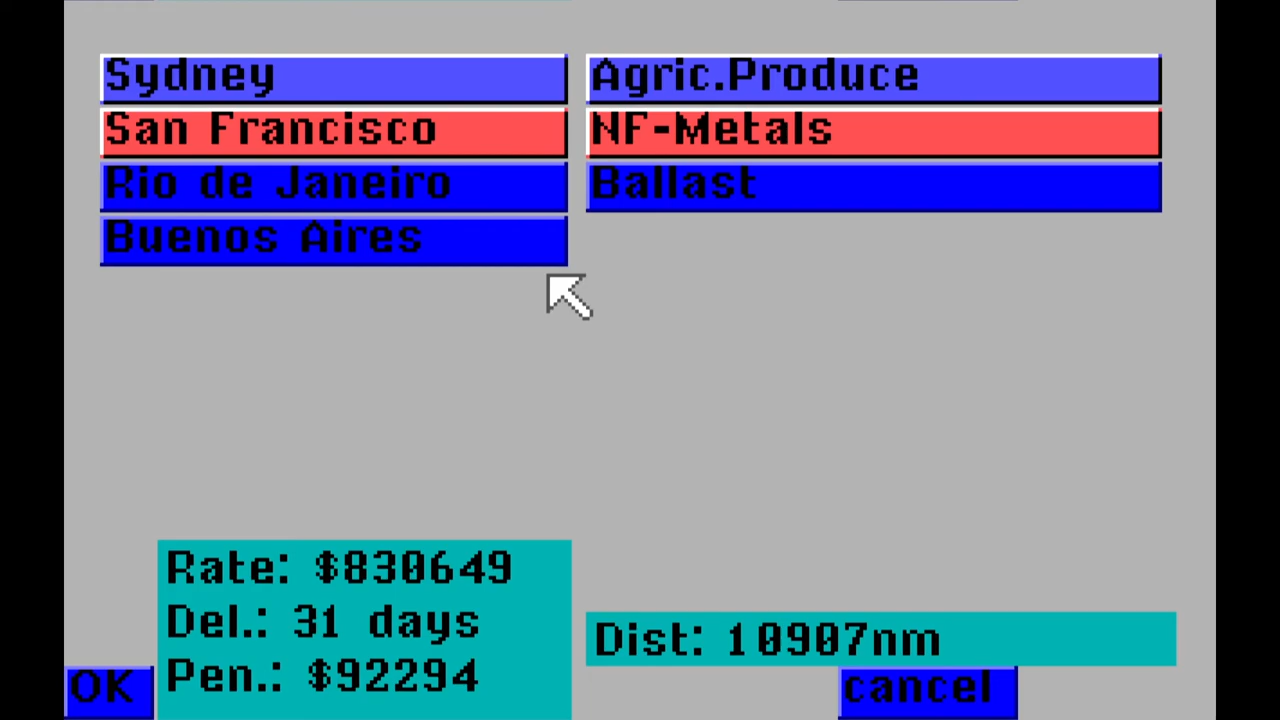 Sydney
San Francisco
Rio de Janeiro
Buenos Aires
Agric.Produce
NF-Metals
Ballast
Rate: $830649
Del.: 31 days
Pen.: $92294
Dist: 10907nm
OK
cancel